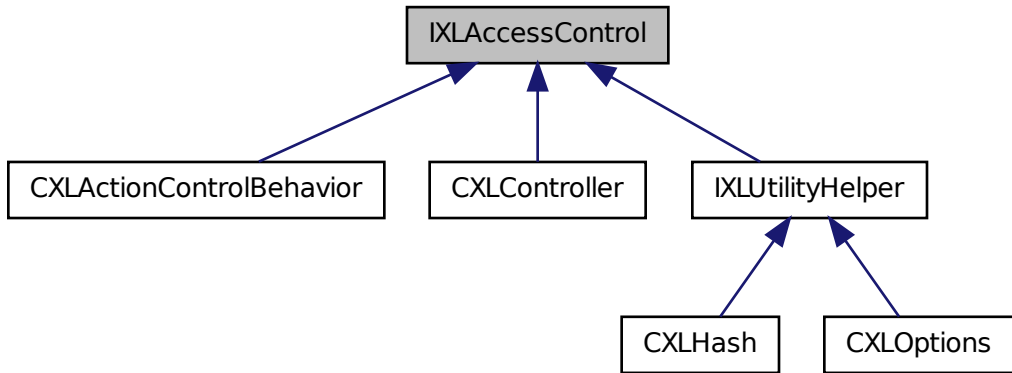 IXLAccessControl
CXLActionControlBehavior
CXLController
IXLUtilityHelper
CXLHash
CXLOptions